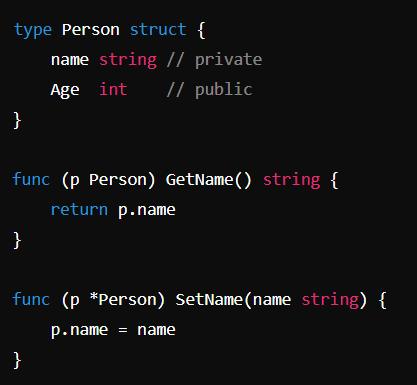 type Person struct {
    name string // private
    Age  int    // public
}
func (p Person) GetName() string {
    return p.name
}
func (p *Person) SetName(name string) {
    p.name = name
}